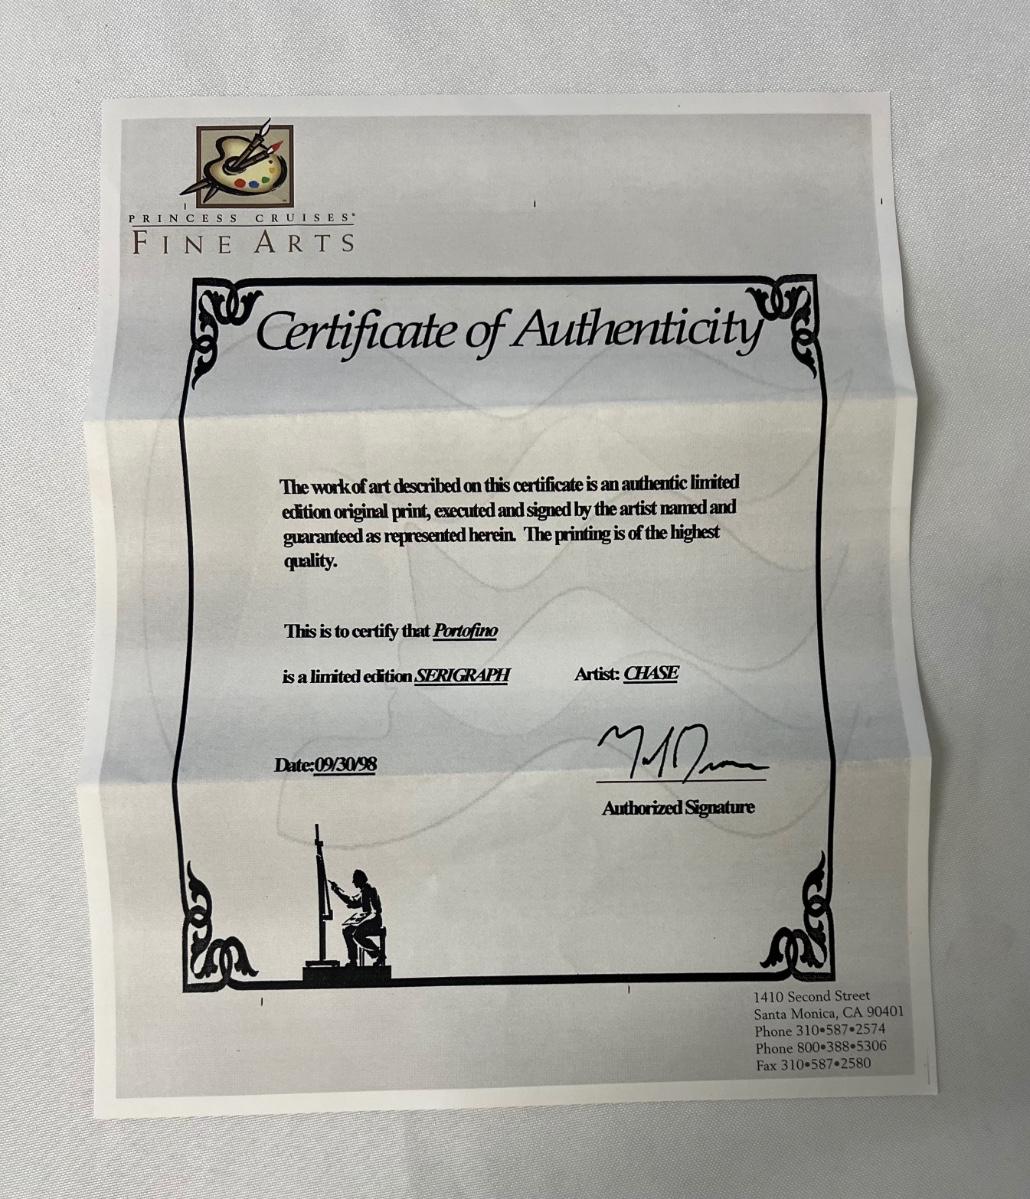 PRINCESS CRUISES®
FINE ARTS
Certificate of Authenticity
The work of art described on this certificate is an authentic limited
edition original print, executed and signed by the artist named and
guaranteed as represented herein. The printing is of the highest
quality.
This is to certify that Portofino
is a limited edition SERIGRAPH Artist: CHASE
Date:09/30/98
Authorized Signature
1410 Second Street
Santa Monica, CA 90401
Phone 310•587•2574
Phone 800•388•5306
Fax 310•587•2580